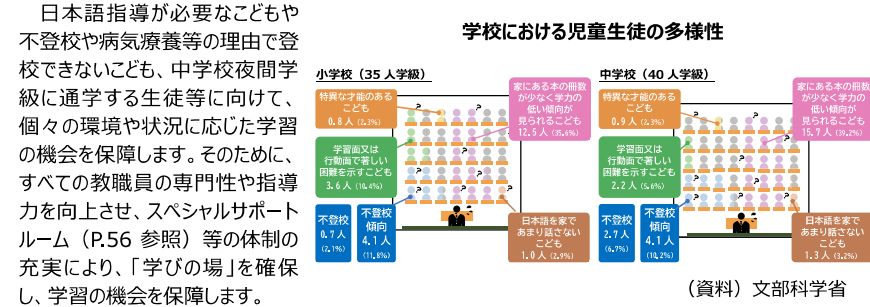 日本語指導が必要なこどもや
不登校や病気療養等の理由で登
校できないこども、中学校夜間学
級に通学する生徒等に向けて、
個々の環境や状況に応じた学習
の機会を保障します。そのために、
すべての教職員の専門性や指導
力を向上させ、スペシャルサポート
ルーム（P.56 参照）等の体制の
充実により、「学びの場」を確保
し、学習の機会を保障します。
学校における児童生徒の多様性
小学校（35 人学級）
特異な才能のある
こども
0.8 人（2.3%）
家にある本の冊数
が少なく学力の
低い傾向が
見られるこども
12.5 人（35.6%）
学習面又は
行動面で著しい
困難を示すこども
3.6 人（10.4%）
不登校
0.7 人
（2.1%）
不登校
傾向
4.1 人
（11.8%）
日本語を家で
あまり話さない
こども
1.0 人（2.9%）
中学校（40 人学級）
特異な才能のある
こども
0.9 人（2.3%）
家にある本の冊数
が少なく学力の
低い傾向が
見られるこども
15.7 人（39.2%）
学習面又は
行動面で著しい
困難を示すこども
2.2 人（5.6%）
不登校
2.7 人
（6.7%）
不登校
傾向
4.1 人
（10.2%）
日本語を家で
あまり話さない
こども
1.3 人（3.2%）
（資料）文部科学省